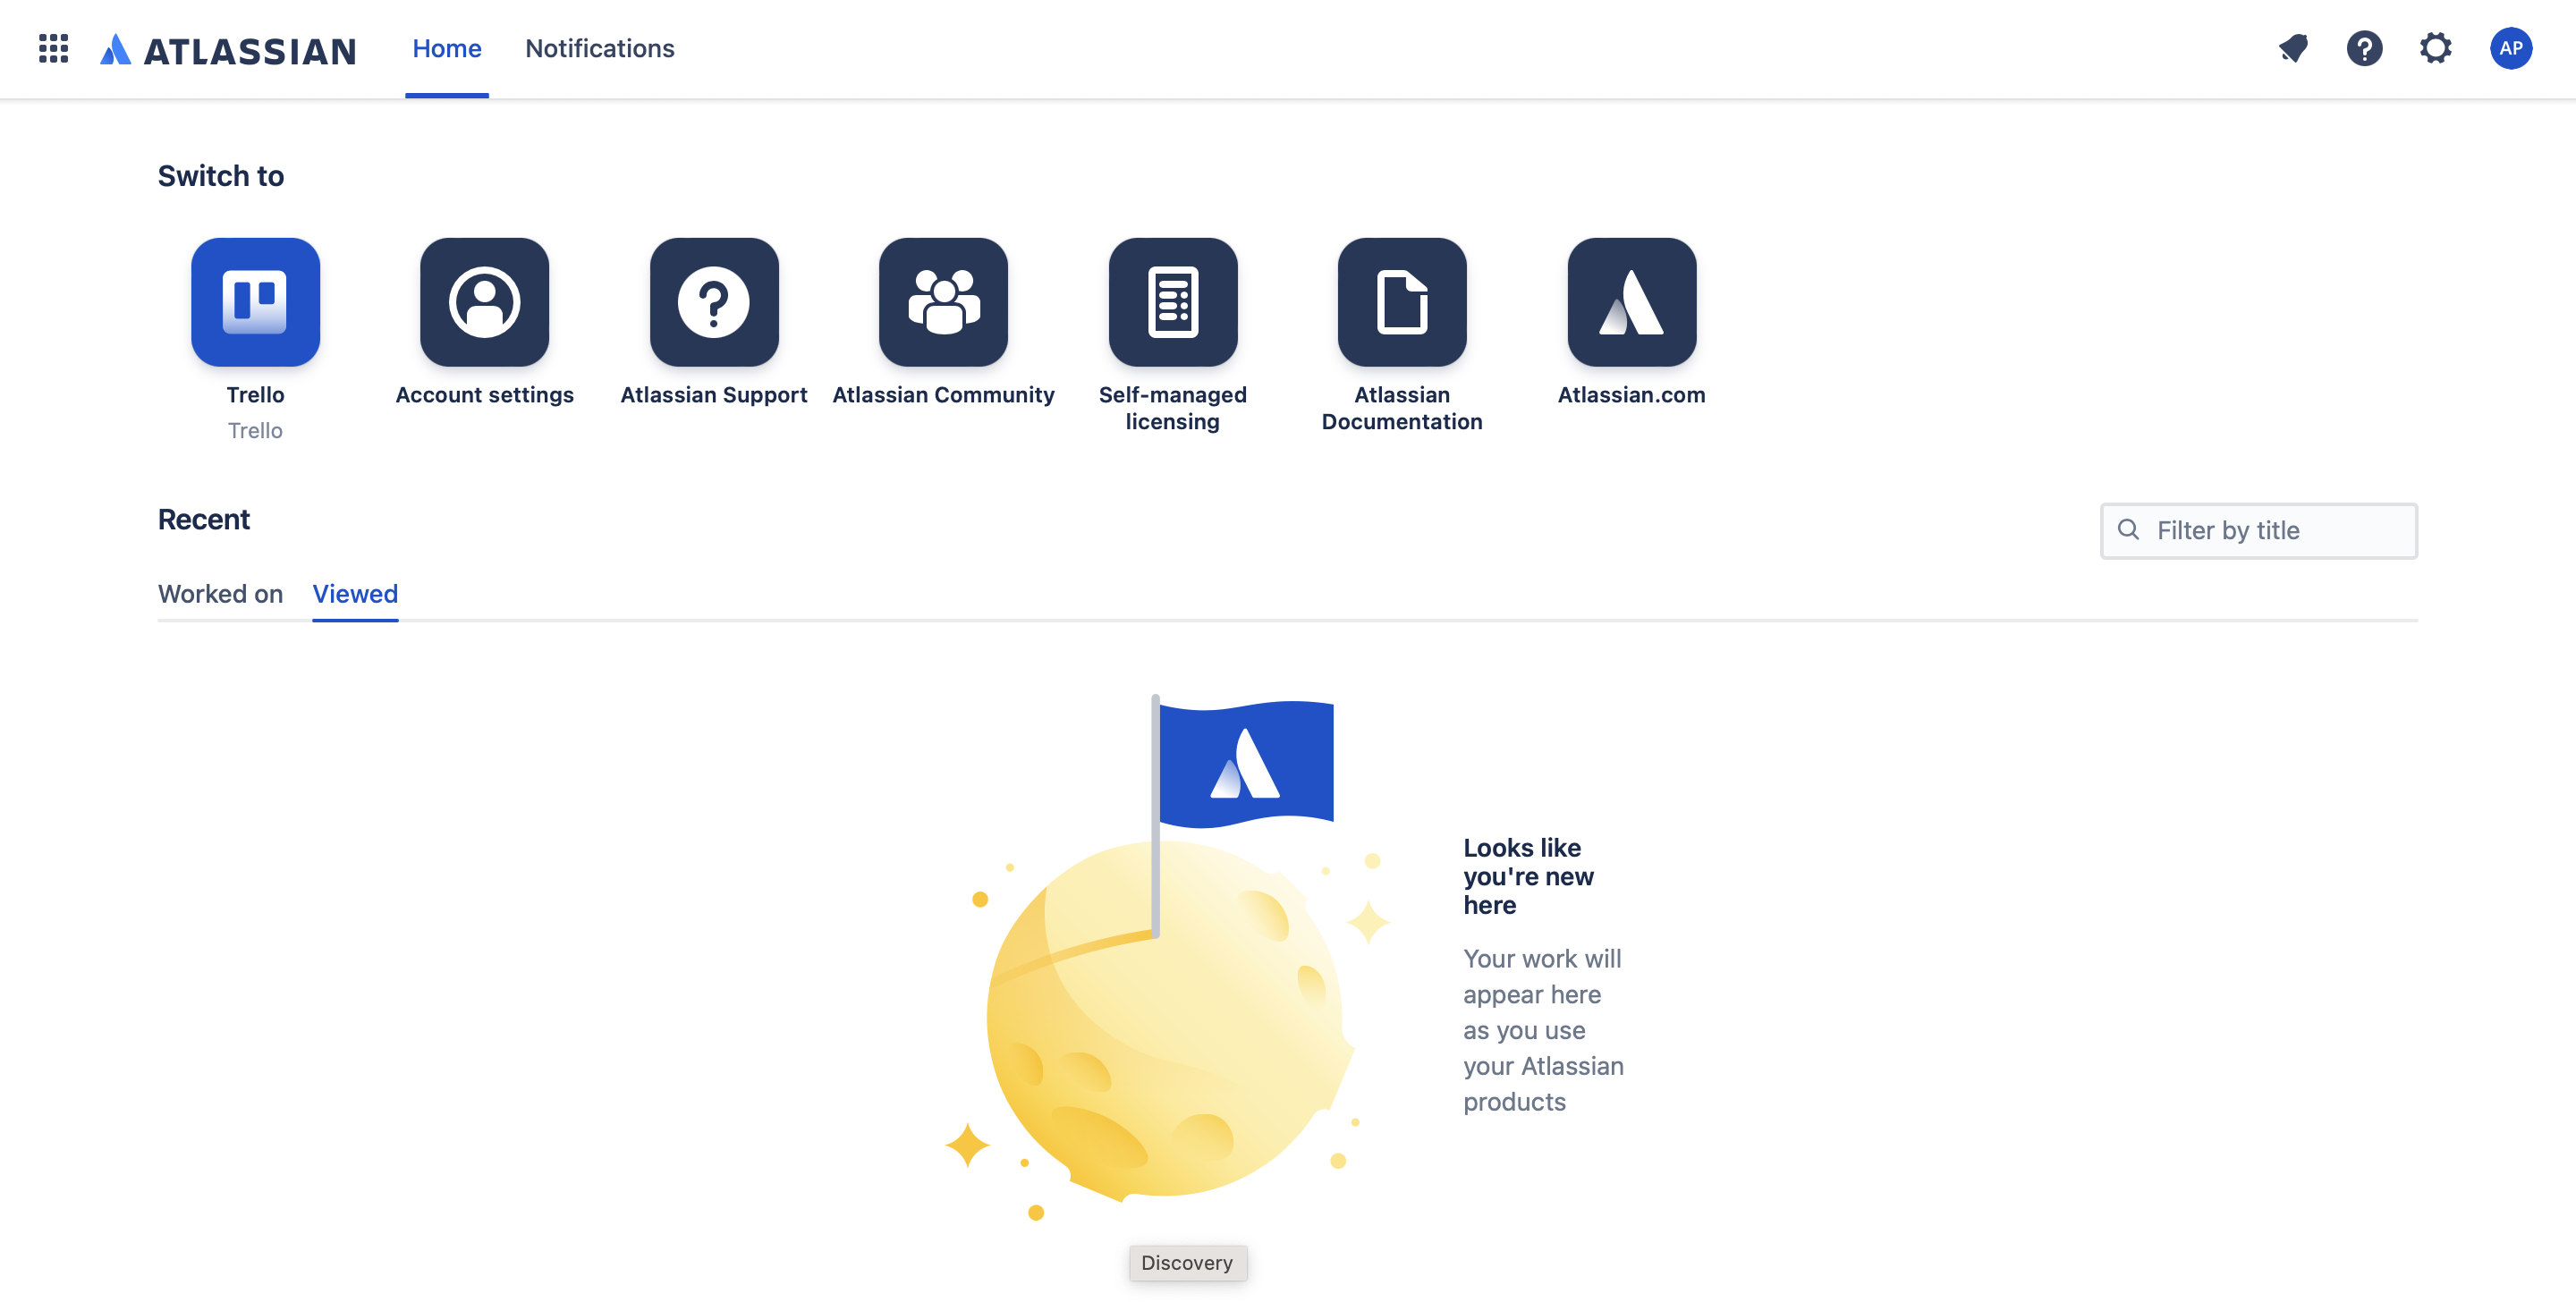 ATLASSIAN Home Notifications AP
Switch to
Trello
Trello
Account settings
Atlassian Support
Atlassian Community
Self-managed
licensing
Atlassian
Documentation
Atlassian.com
Recent
Filter by title
Worked on Viewed
Looks like
you're new
here
Your work will
appear here
as you use
your Atlassian
products
Discovery